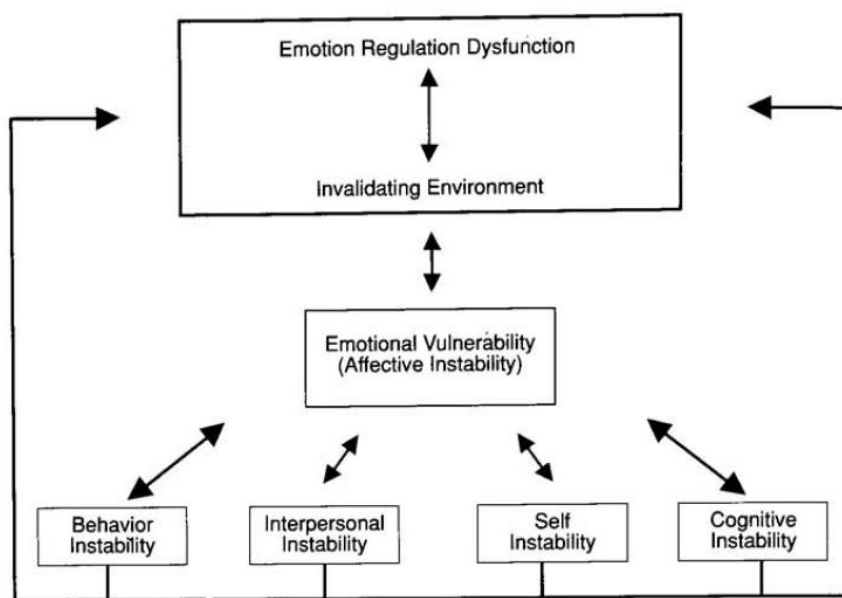 Emotion Regulation Dysfunction
Invalidating Environment
Emotional Vulnerability
(Affective Instability)
Behavior
Instability
Interpersonal
Instability
Self
Instability
Cognitive
Instability